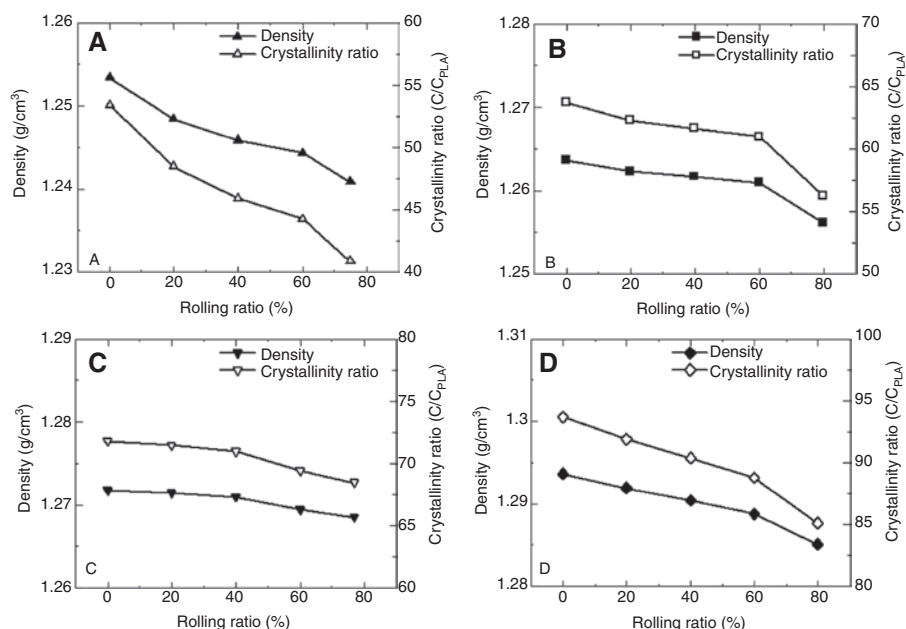 A
Density
Crystallinity ratio
1.26
1.250
1.240
1.23
Density (g/cm³)
60
55
50
45
40
Crystallinity ratio (C/C_PLA)
A
0 20 40 60 80
Rolling ratio (%)
B
Density
Crystallinity ratio
1.28
1.27
1.26
1.25
Density (g/cm³)
70
65
60
55
50
Crystallinity ratio (C/C_PLA)
B
0 20 40 60 80
Rolling ratio (%)
C
Density
Crystallinity ratio
1.29
1.28
1.270
1.26
Density (g/cm³)
80
75
70
65
60
Crystallinity ratio (C/C_PLA)
C
0 20 40 60 80
Rolling ratio (%)
D
Density
Crystallinity ratio
1.31
1.3
1.29
1.28
Density (g/cm³)
100
95
90
85
80
Crystallinity ratio (C/C_PLA)
D
0 20 40 60 80
Rolling ratio (%)